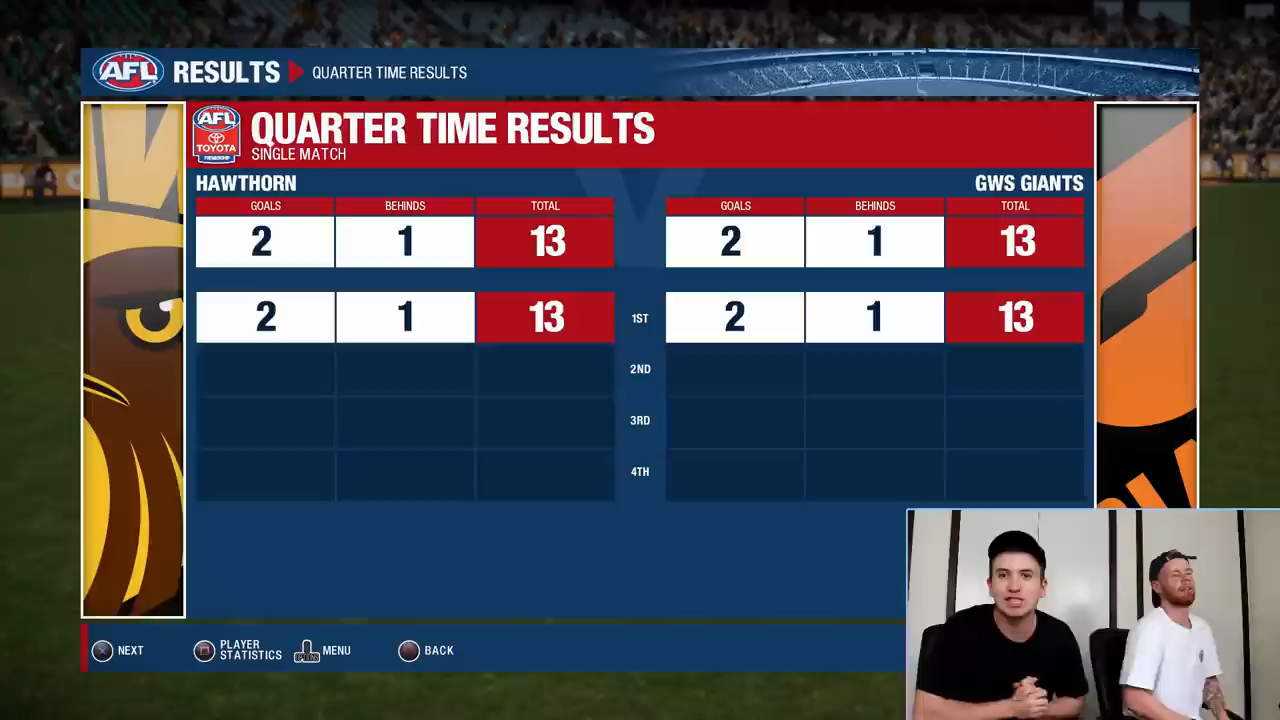 AFL RESULTS QUARTER TIME RESULTS
AFL TOYOTA QUARTER TIME RESULTS
SINGLE MATCH
HAWTHORN GWS GIANTS
GOALS BEHINDS TOTAL GOALS BEHINDS TOTAL
2 1 13 2 1 13
2 1 13 1ST 2 1 13
2ND
3RD
4TH
NEXT PLAYER STATISTICS OPTIONS MENU BACK